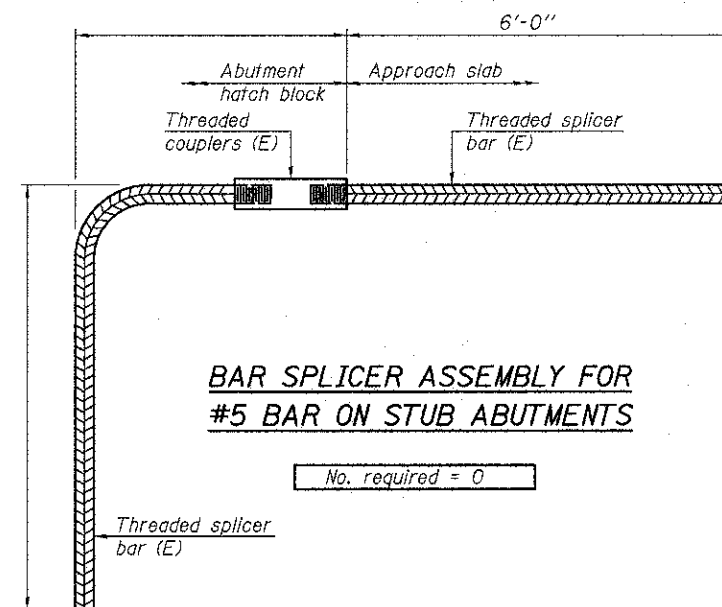 6'-0"
Abutment
hatch block
Approach slab
Threaded
couplers (E)
Threaded splicer
bar (E)
BAR SPLICER ASSEMBLY FOR
#5 BAR ON STUB ABUTMENTS
No. required = 0
Threaded splicer
bar (E)